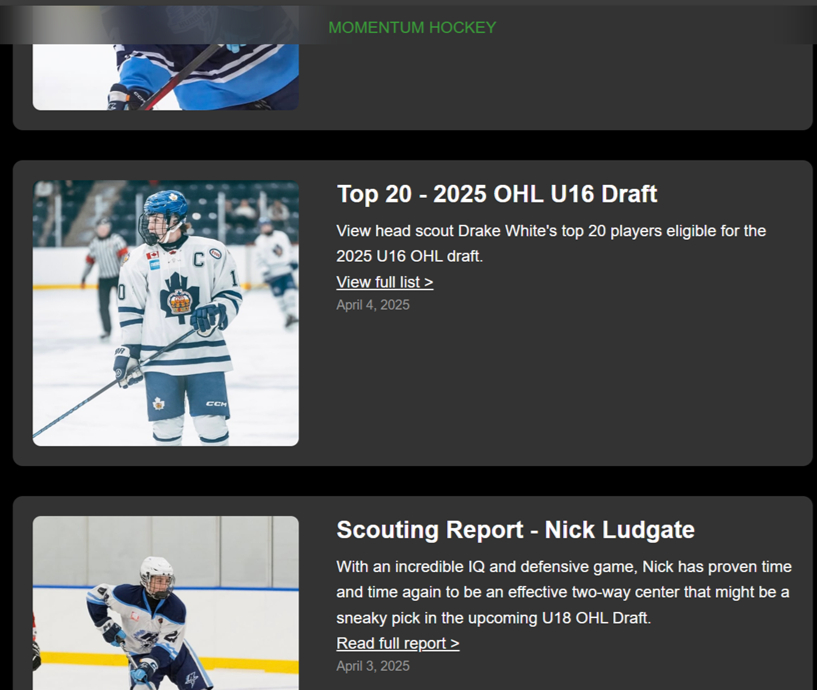 MOMENTUM HOCKEY
Top 20 - 2025 OHL U16 Draft
View head scout Drake White's top 20 players eligible for the
2025 U16 OHL draft.
View full list >
April 4, 2025
C
CCM
Scouting Report - Nick Ludgate
With an incredible IQ and defensive game, Nick has proven time
and time again to be an effective two-way center that might be a
sneaky pick in the upcoming U18 OHL Draft.
Read full report >
April 3, 2025